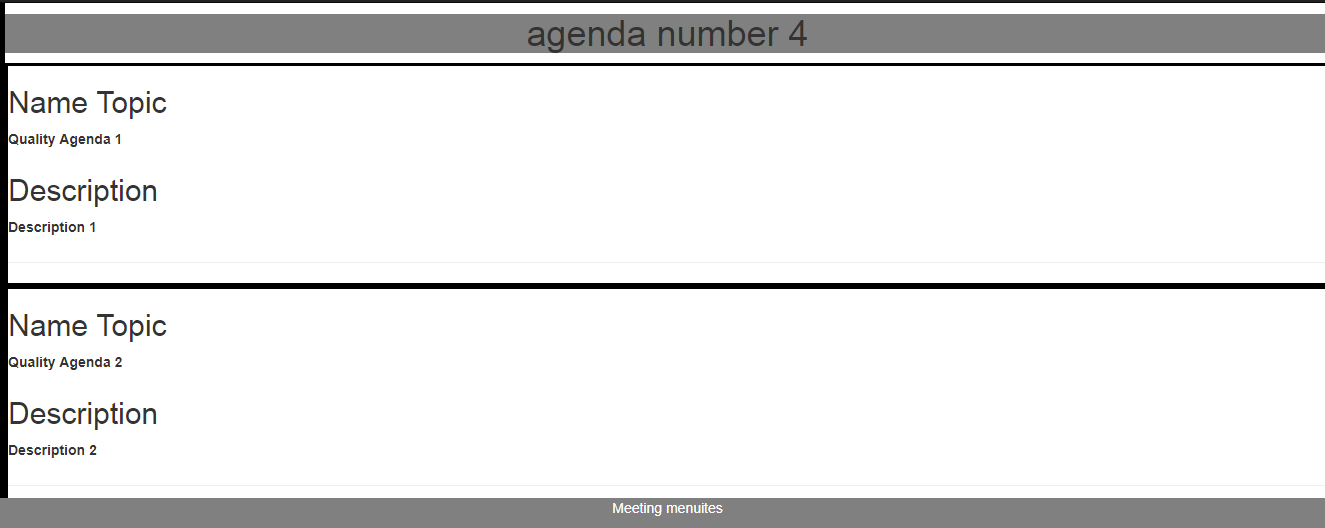 agenda number 4
Name Topic
Quality Agenda 1
Description
Description 1
Name Topic
Quality Agenda 2
Description
Description 2
Meeting menuites